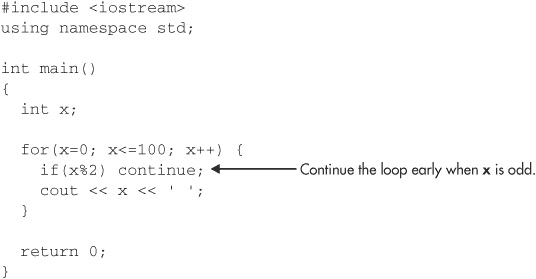 #include <iostream>
using namespace std;
int main()
{
int x;
for(x=0; x<=100; x++) {
if(x%2) continue; Continue the loop early when x is odd.
cout << x << ' ';
}
return 0;
}